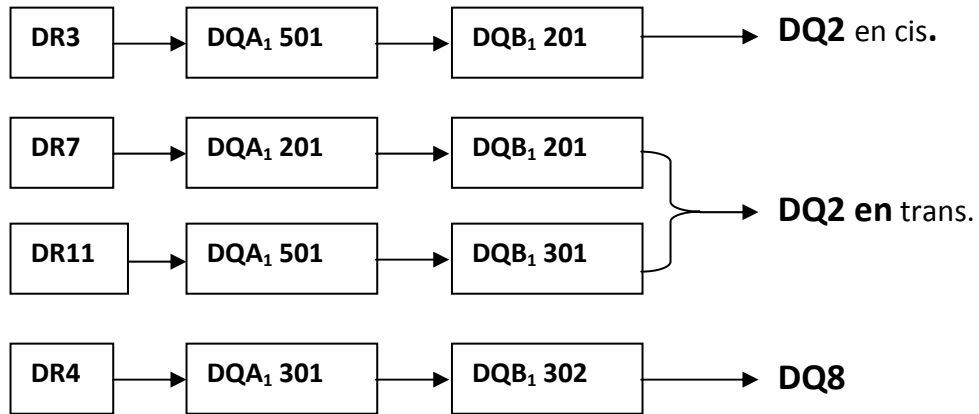 DR3 DQA₁ 501 DQB₁ 201 DQ2 en cis.
DR7 DQA₁ 201 DQB₁ 201
DQ2 en trans.
DR11 DQA₁ 501 DQB₁ 301
DR4 DQA₁ 301 DQB₁ 302 DQ8